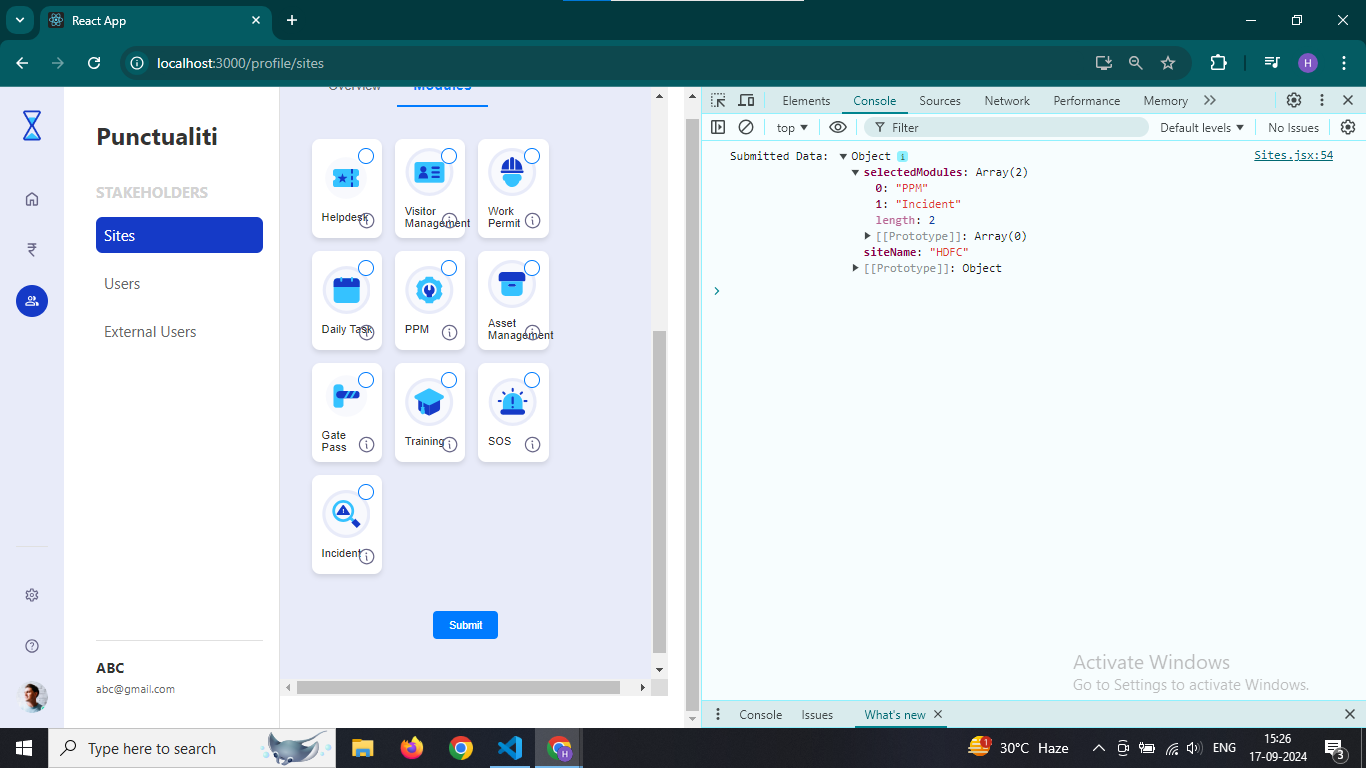 React App
localhost:3000/profile/sites
H
Punctualiti
STAKEHOLDERS
Sites
Users
External Users
ABC
abc@gmail.com
Overview
Modules
Helpdesk
Visitor
Management
Work
Permit
Daily Task
PPM
Asset
Management
Gate
Pass
Training
SOS
Incident
Submit
Elements
Console
Sources
Network
Performance
Memory
top
Filter
Default levels
No Issues
Submitted Data:
Object
Sites.jsx:54
selectedModules: Array(2)
0: "PPM"
1: "Incident"
length: 2
[[Prototype]]: Array(0)
siteName: "HDFC"
[[Prototype]]: Object
Activate Windows
Go to Settings to activate Windows.
Console
Issues
What's new
Type here to search
H
1
30°C Haze
ENG
15:26
17-09-2024
3